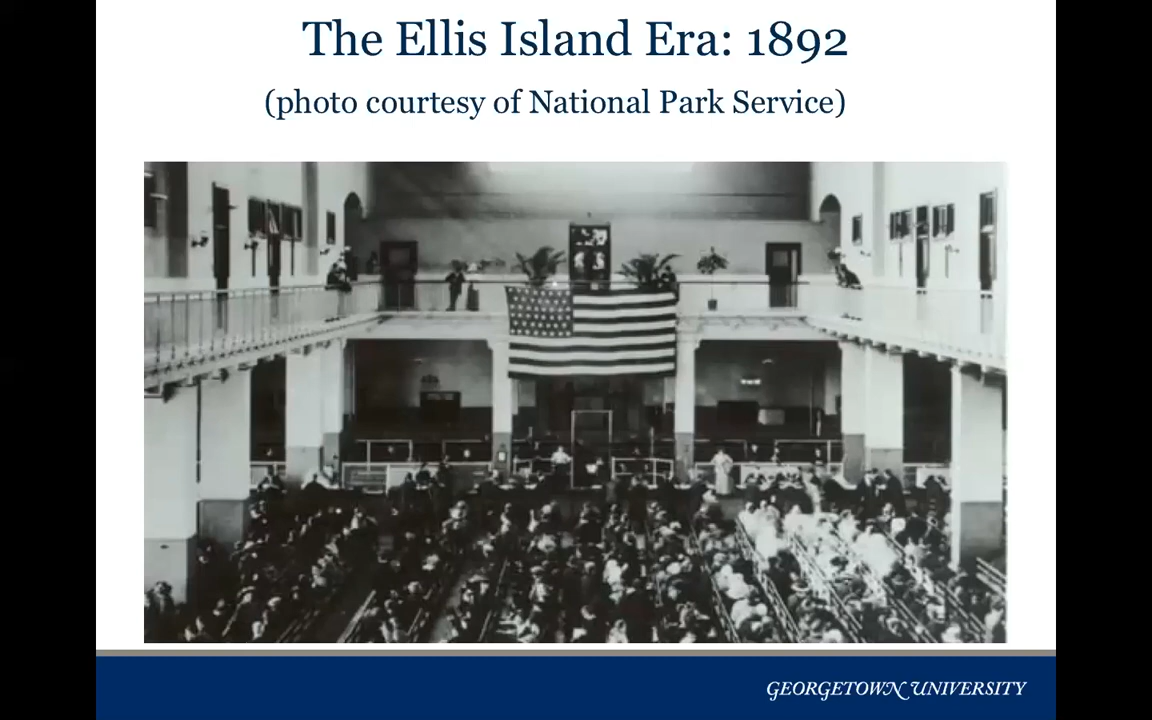 The Ellis Island Era: 1892
(photo courtesy of National Park Service)
GEORGETOWN UNIVERSITY